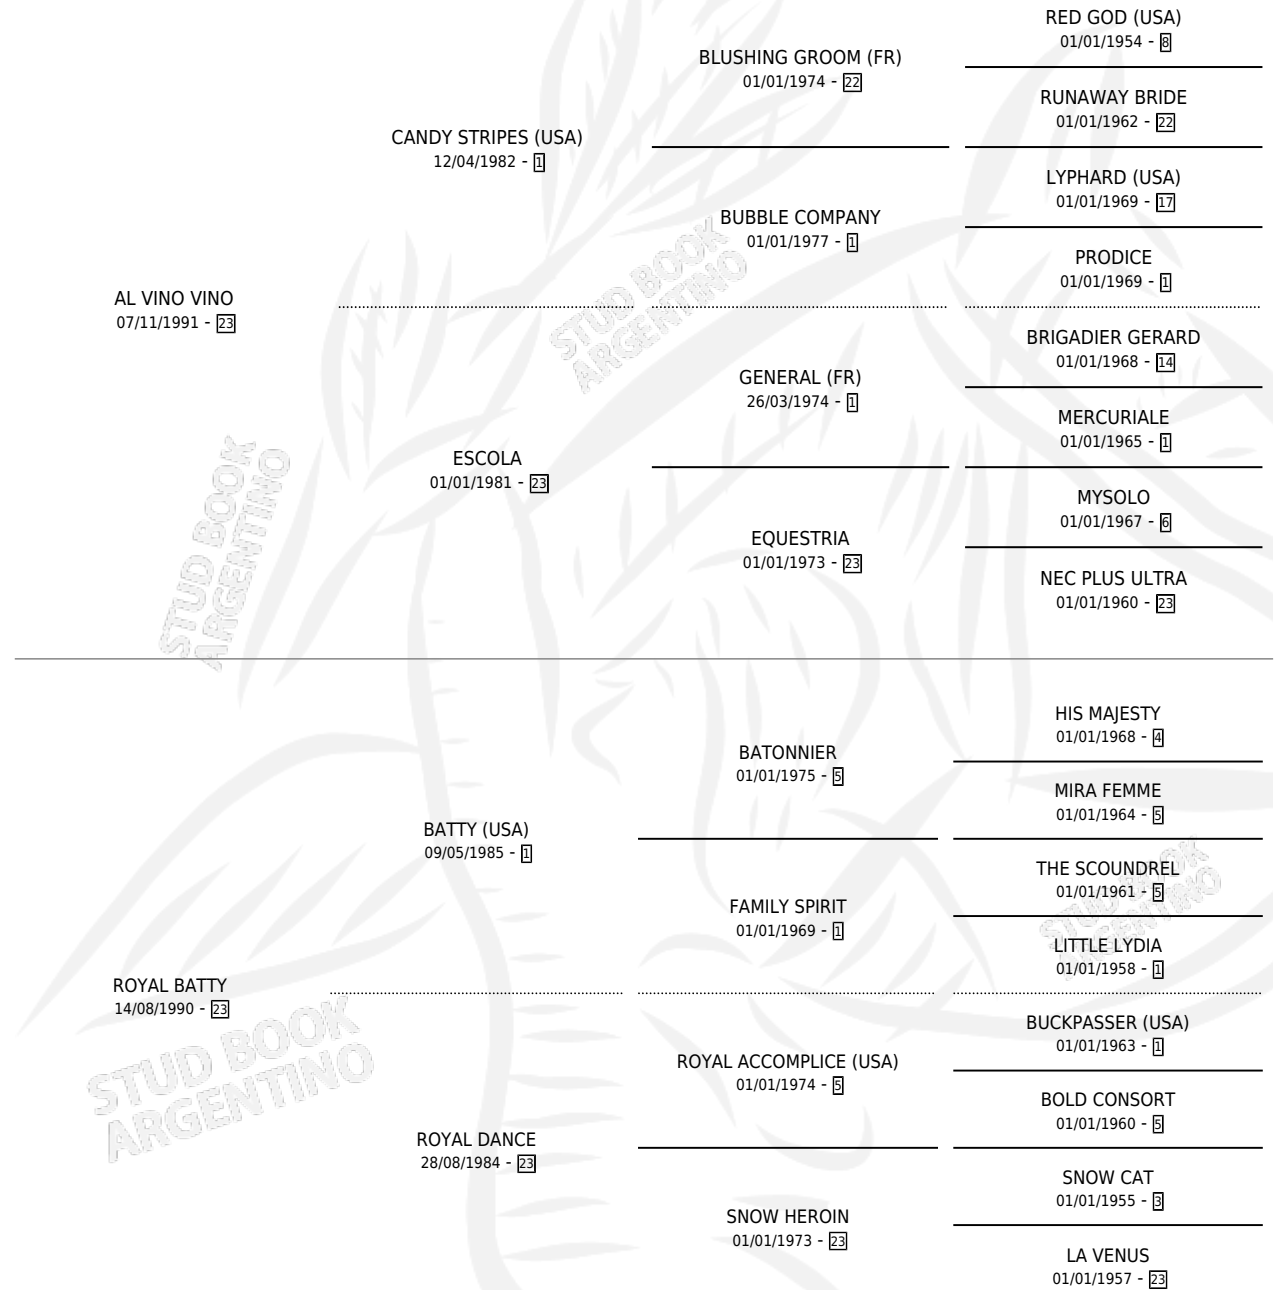 RED GOD (USA)
01/01/1954 - 8
BLUSHING GROOM (FR)
01/01/1974 - 22
RUNAWAY BRIDE
01/01/1962 - 22
CANDY STRIPES (USA)
12/04/1982 - 1
LYPHARD (USA)
01/01/1969 - 17
BUBBLE COMPANY
01/01/1977 - 1
PRODICE
01/01/1969 - 1
AL VINO VINO
07/11/1991 - 23
STUD BOOK
ARGENTINO
BRIGADIER GERARD
01/01/1968 - 14
GENERAL (FR)
26/03/1974 - 1
MERCURIALE
01/01/1965 - 1
ESCOLA
01/01/1981 - 23
MYSOLO
01/01/1967 - 6
EQUESTRIA
01/01/1973 - 23
NEC PLUS ULTRA
01/01/1960 - 23
STUD BOOK
ARGENTINO
HIS MAJESTY
01/01/1968 - 4
BATONNIER
01/01/1975 - 5
MIRA FEMME
01/01/1964 - 5
BATTY (USA)
09/05/1985 - 1
THE SCOUNDREL
01/01/1961 - 5
FAMILY SPIRIT
01/01/1969 - 1
STUD BOOK
ARGENTINO
LITTLE LYDIA
01/01/1958 - 1
ROYAL BATTY
14/08/1990 - 23
BUCKPASSER (USA)
01/01/1963 - 1
STUD BOOK
ARGENTINO
ROYAL ACCOMPLICE (USA)
01/01/1974 - 5
BOLD CONSORT
01/01/1960 - 5
ROYAL DANCE
28/08/1984 - 23
SNOW CAT
01/01/1955 - 3
SNOW HEROIN
01/01/1973 - 23
LA VENUS
01/01/1957 - 23